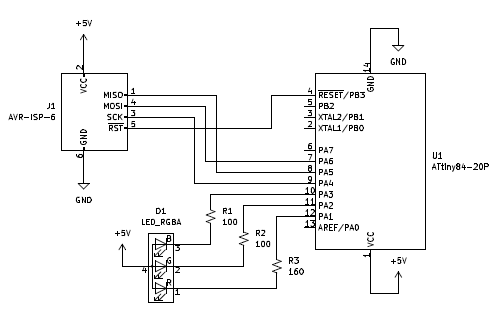 +5V
J1
AVR-ISP-6
2
VCC
MISO 1
MOSI 4
SCK 3
RST 5
GND
6
GND
14
GND
GND
4 RESET/PB3
5 PB2
3 XTAL2/PB1
2 XTAL1/PB0
6 PA7
7 PA6
8 PA5
9 PA4
10 PA3
11 PA2
12 PA1
13 AREF/PA0
U1
ATtiny84-20P
VCC
1
+5V
D1
LED_RGBA
+5V
4
B 3
G 2
R 1
R1
100
R2
100
R3
160